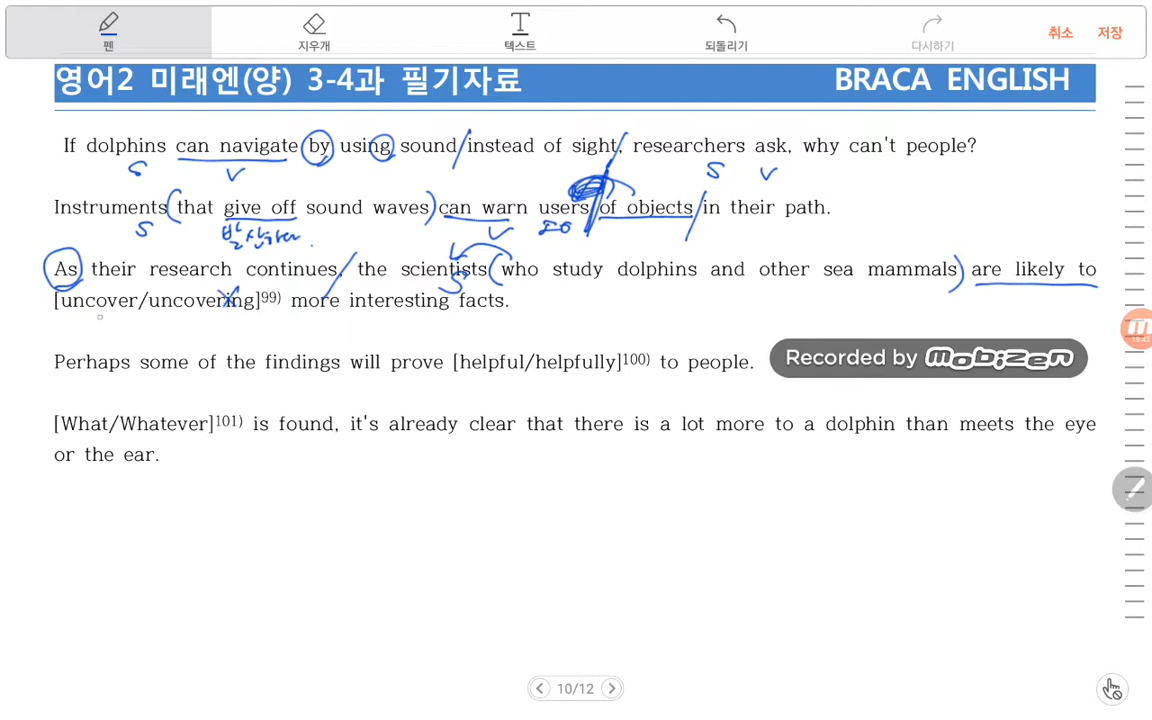 펜 지우개 텍스트 되돌리기 다시하기 취소 저장
영어2 미래엔(양) 3-4과 필기자료 BRACA ENGLISH
If dolphins can navigate by using sound instead of sight, researchers ask, why can't people?
S V S V
Instruments that give off sound waves can warn users of objects in their path.
S V
As their research continues, the scientists who study dolphins and other sea mammals are likely to
S
[uncover/uncovering]99) more interesting facts.
Perhaps some of the findings will prove [helpful/helpfully]100) to people.
Recorded by mobizen
[What/Whatever]101) is found, it's already clear that there is a lot more to a dolphin than meets the eye
or the ear.
10/12